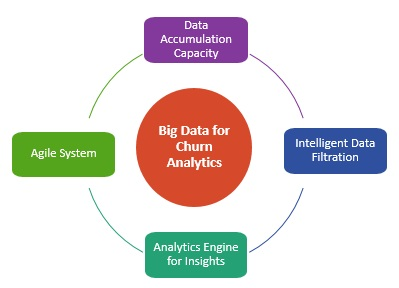 Data
Accumulation
Capacity
Big Data for
Churn
Analytics
Intelligent Data
Filtration
Agile System
Analytics Engine
for Insights